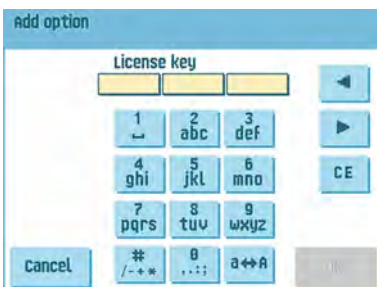 Add option
License key
1 2 3
␣ abc def
4 5 6
ghi jkl mno
CE
7 8 9
pqrs tuv wxyz
# 0
/-+* ,.:; a↔A
Cancel